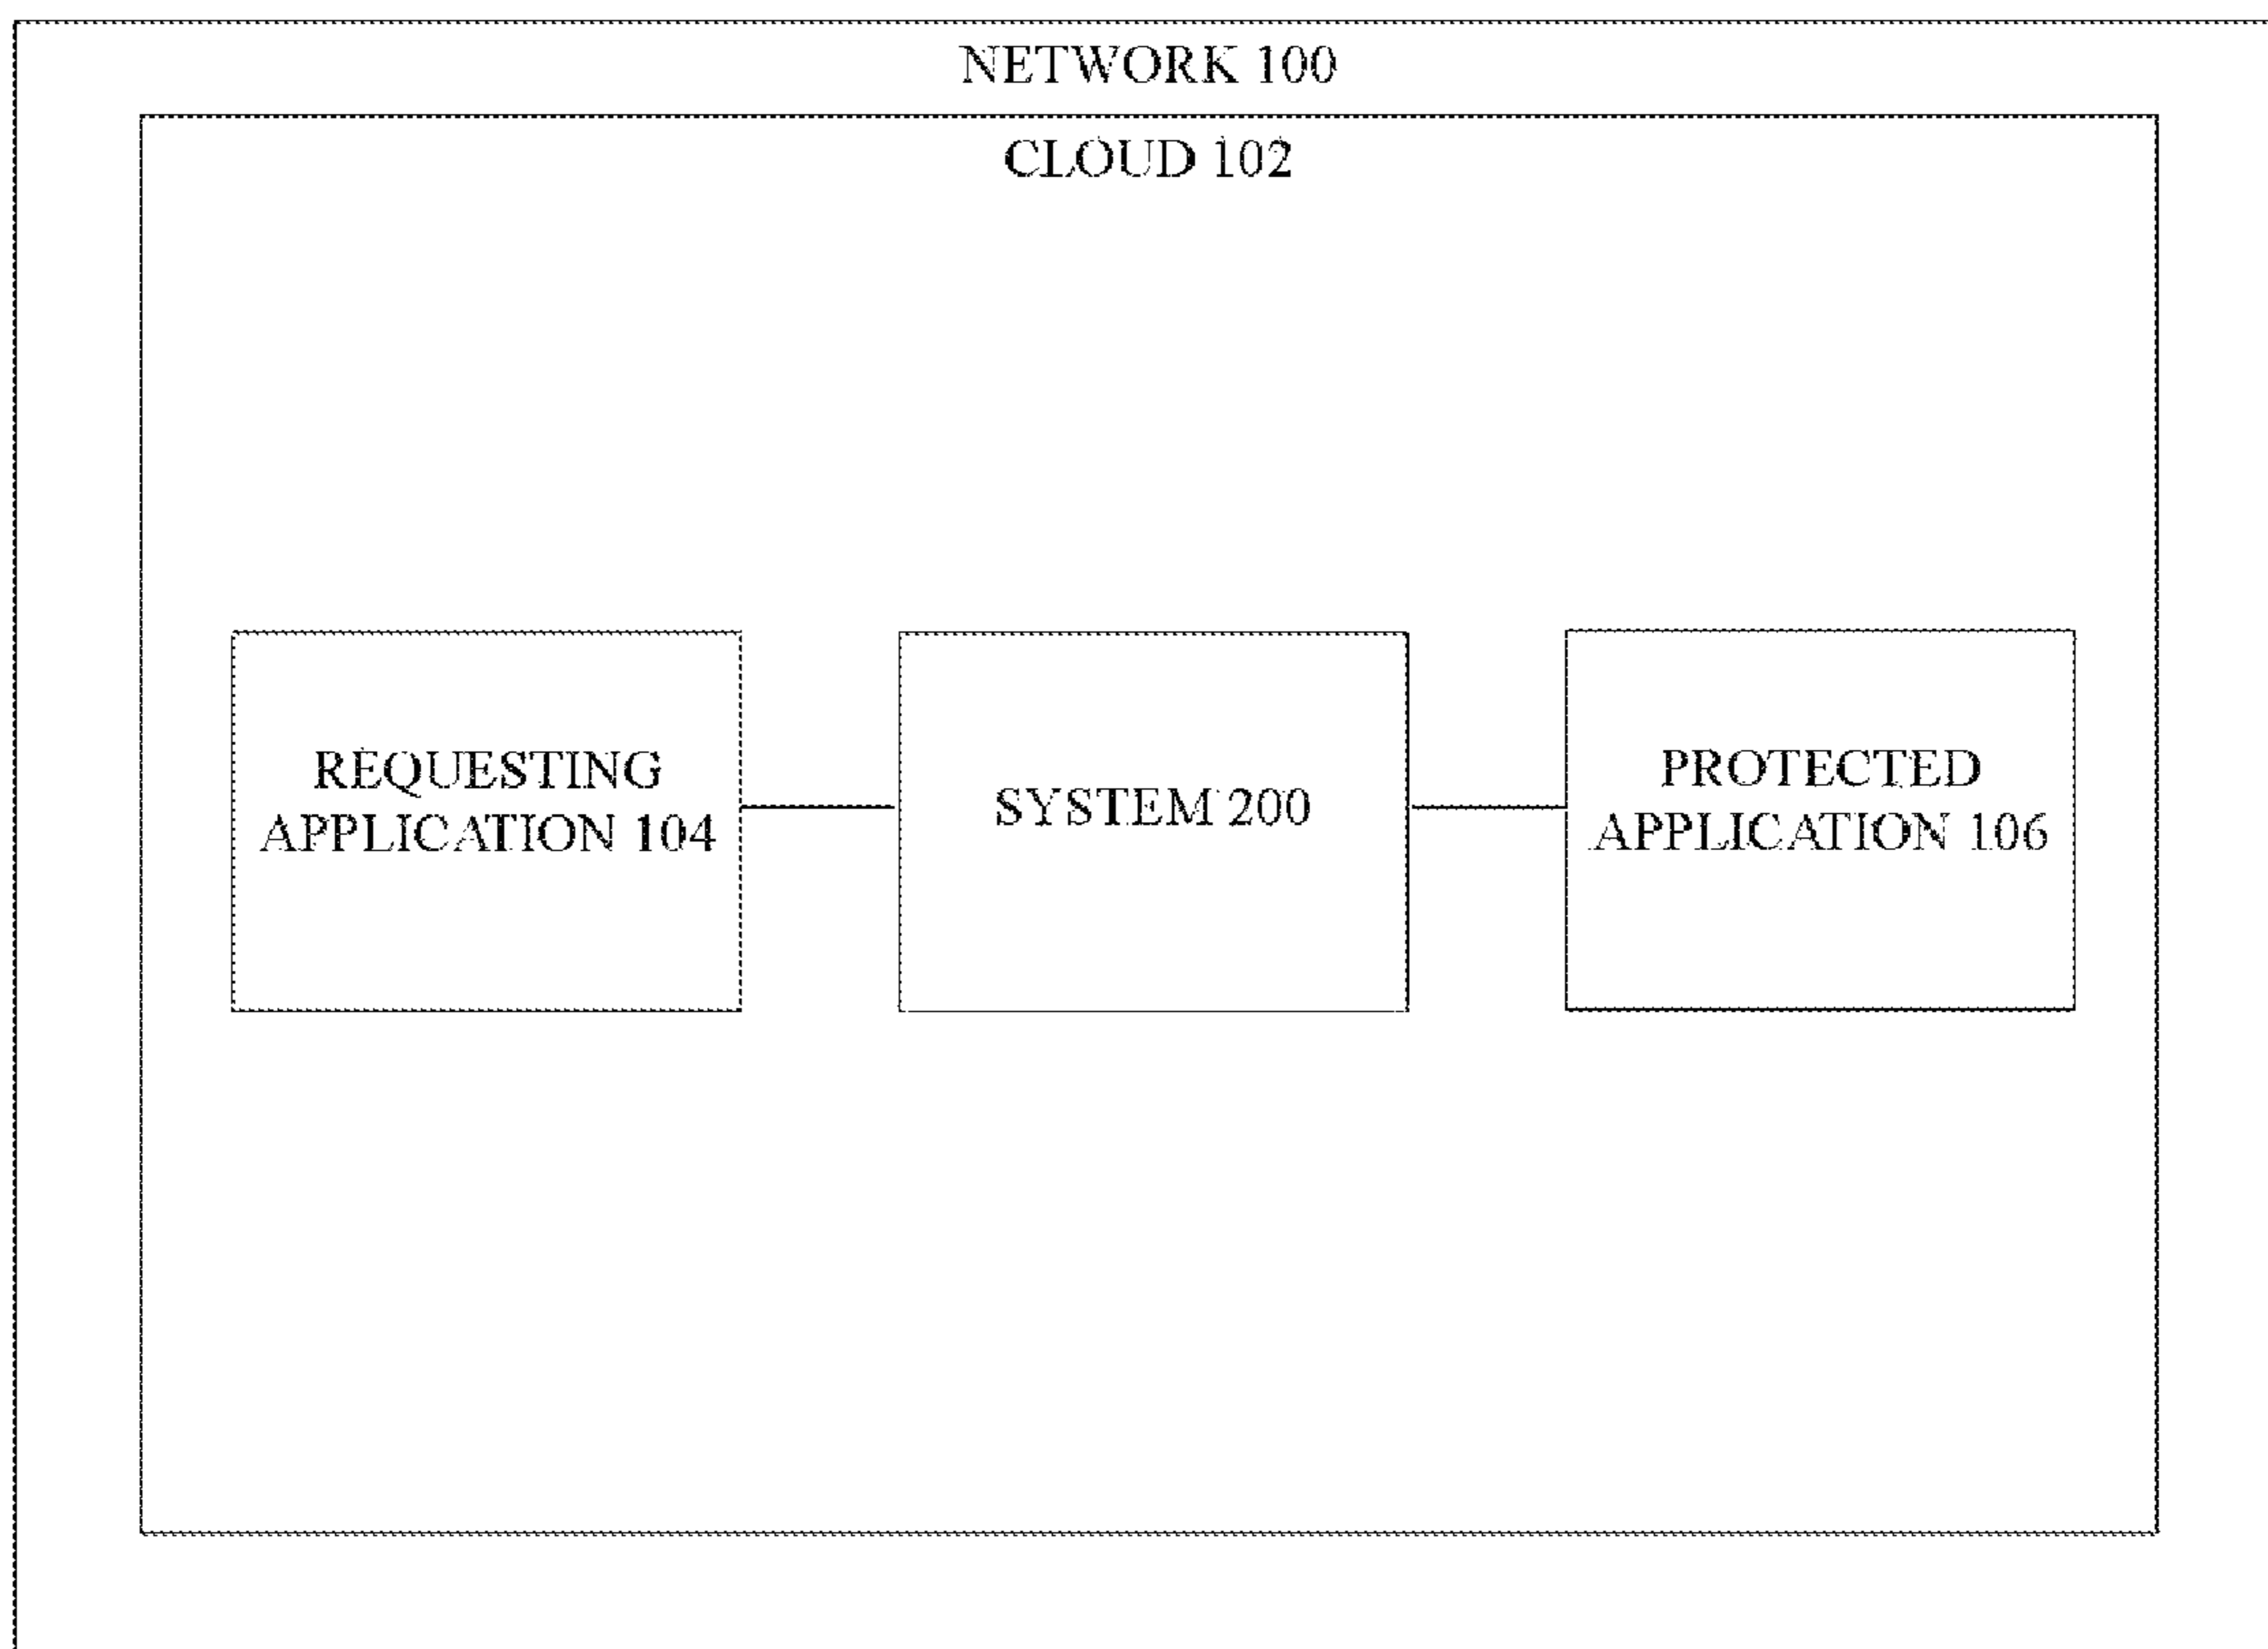 NETWORK 100
CLOUD 102
REQUESTING
APPLICATION 104
SYSTEM 200
PROTECTED
APPLICATION 106